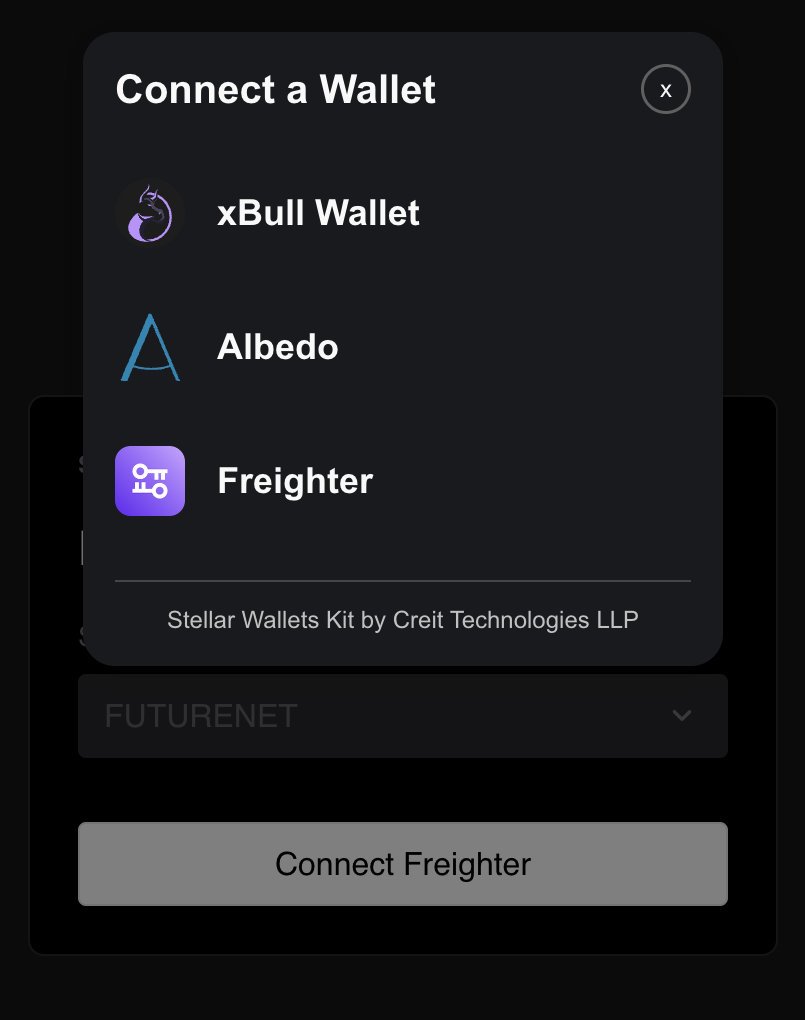 Connect a Wallet
x
xBull Wallet
Albedo
Freighter
Stellar Wallets Kit by Creit Technologies LLP
FUTURENET
Connect Freighter